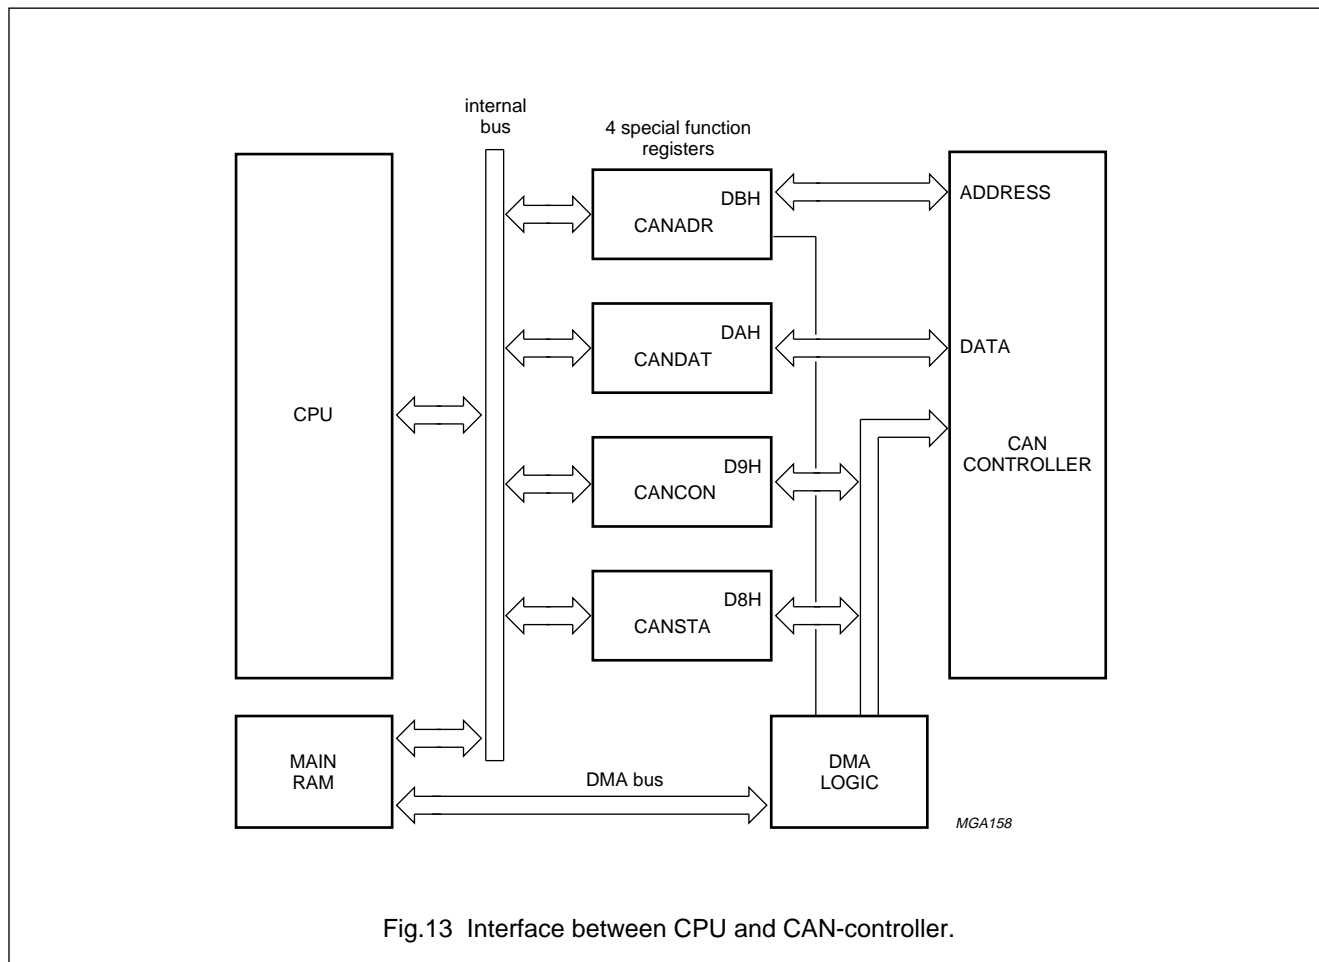 internal
bus
4 special function
registers
DBH
CANADR
ADDRESS
DAH
CANDAT
DATA
CPU
D9H
CANCON
CAN
CONTROLLER
D8H
CANSTA
MAIN
RAM
DMA bus
DMA
LOGIC
MGA158
Fig.13 Interface between CPU and CAN-controller.